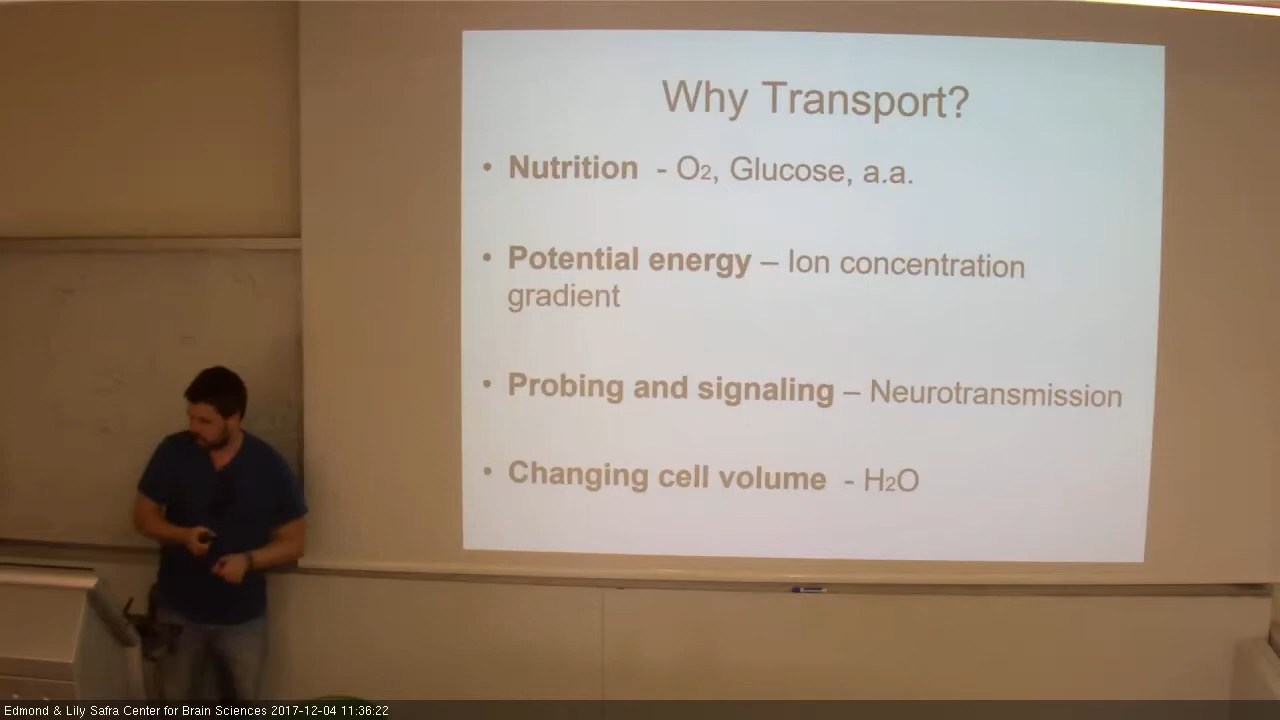 Why Transport?
• Nutrition - O2, Glucose, a.a.
• Potential energy – Ion concentration
gradient
• Probing and signaling – Neurotransmission
• Changing cell volume - H2O
Edmond & Lily Safra Center for Brain Sciences 2017-12-04 11:36:22